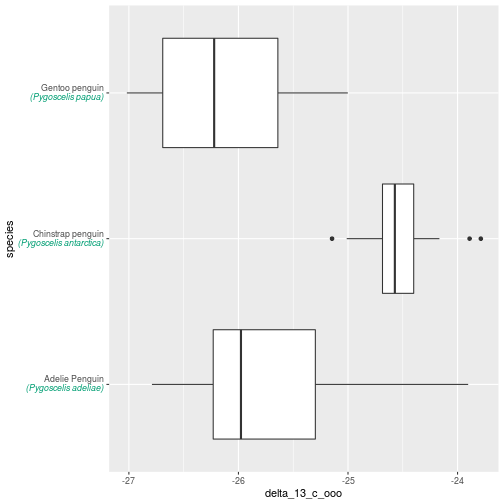 Gentoo penguin
(Pygoscelis papua)
Chinstrap penguin
(Pygoscelis antarctica)
Adelie Penguin
(Pygoscelis adeliae)
species
-27
-26
-25
-24
delta_13_c_ooo